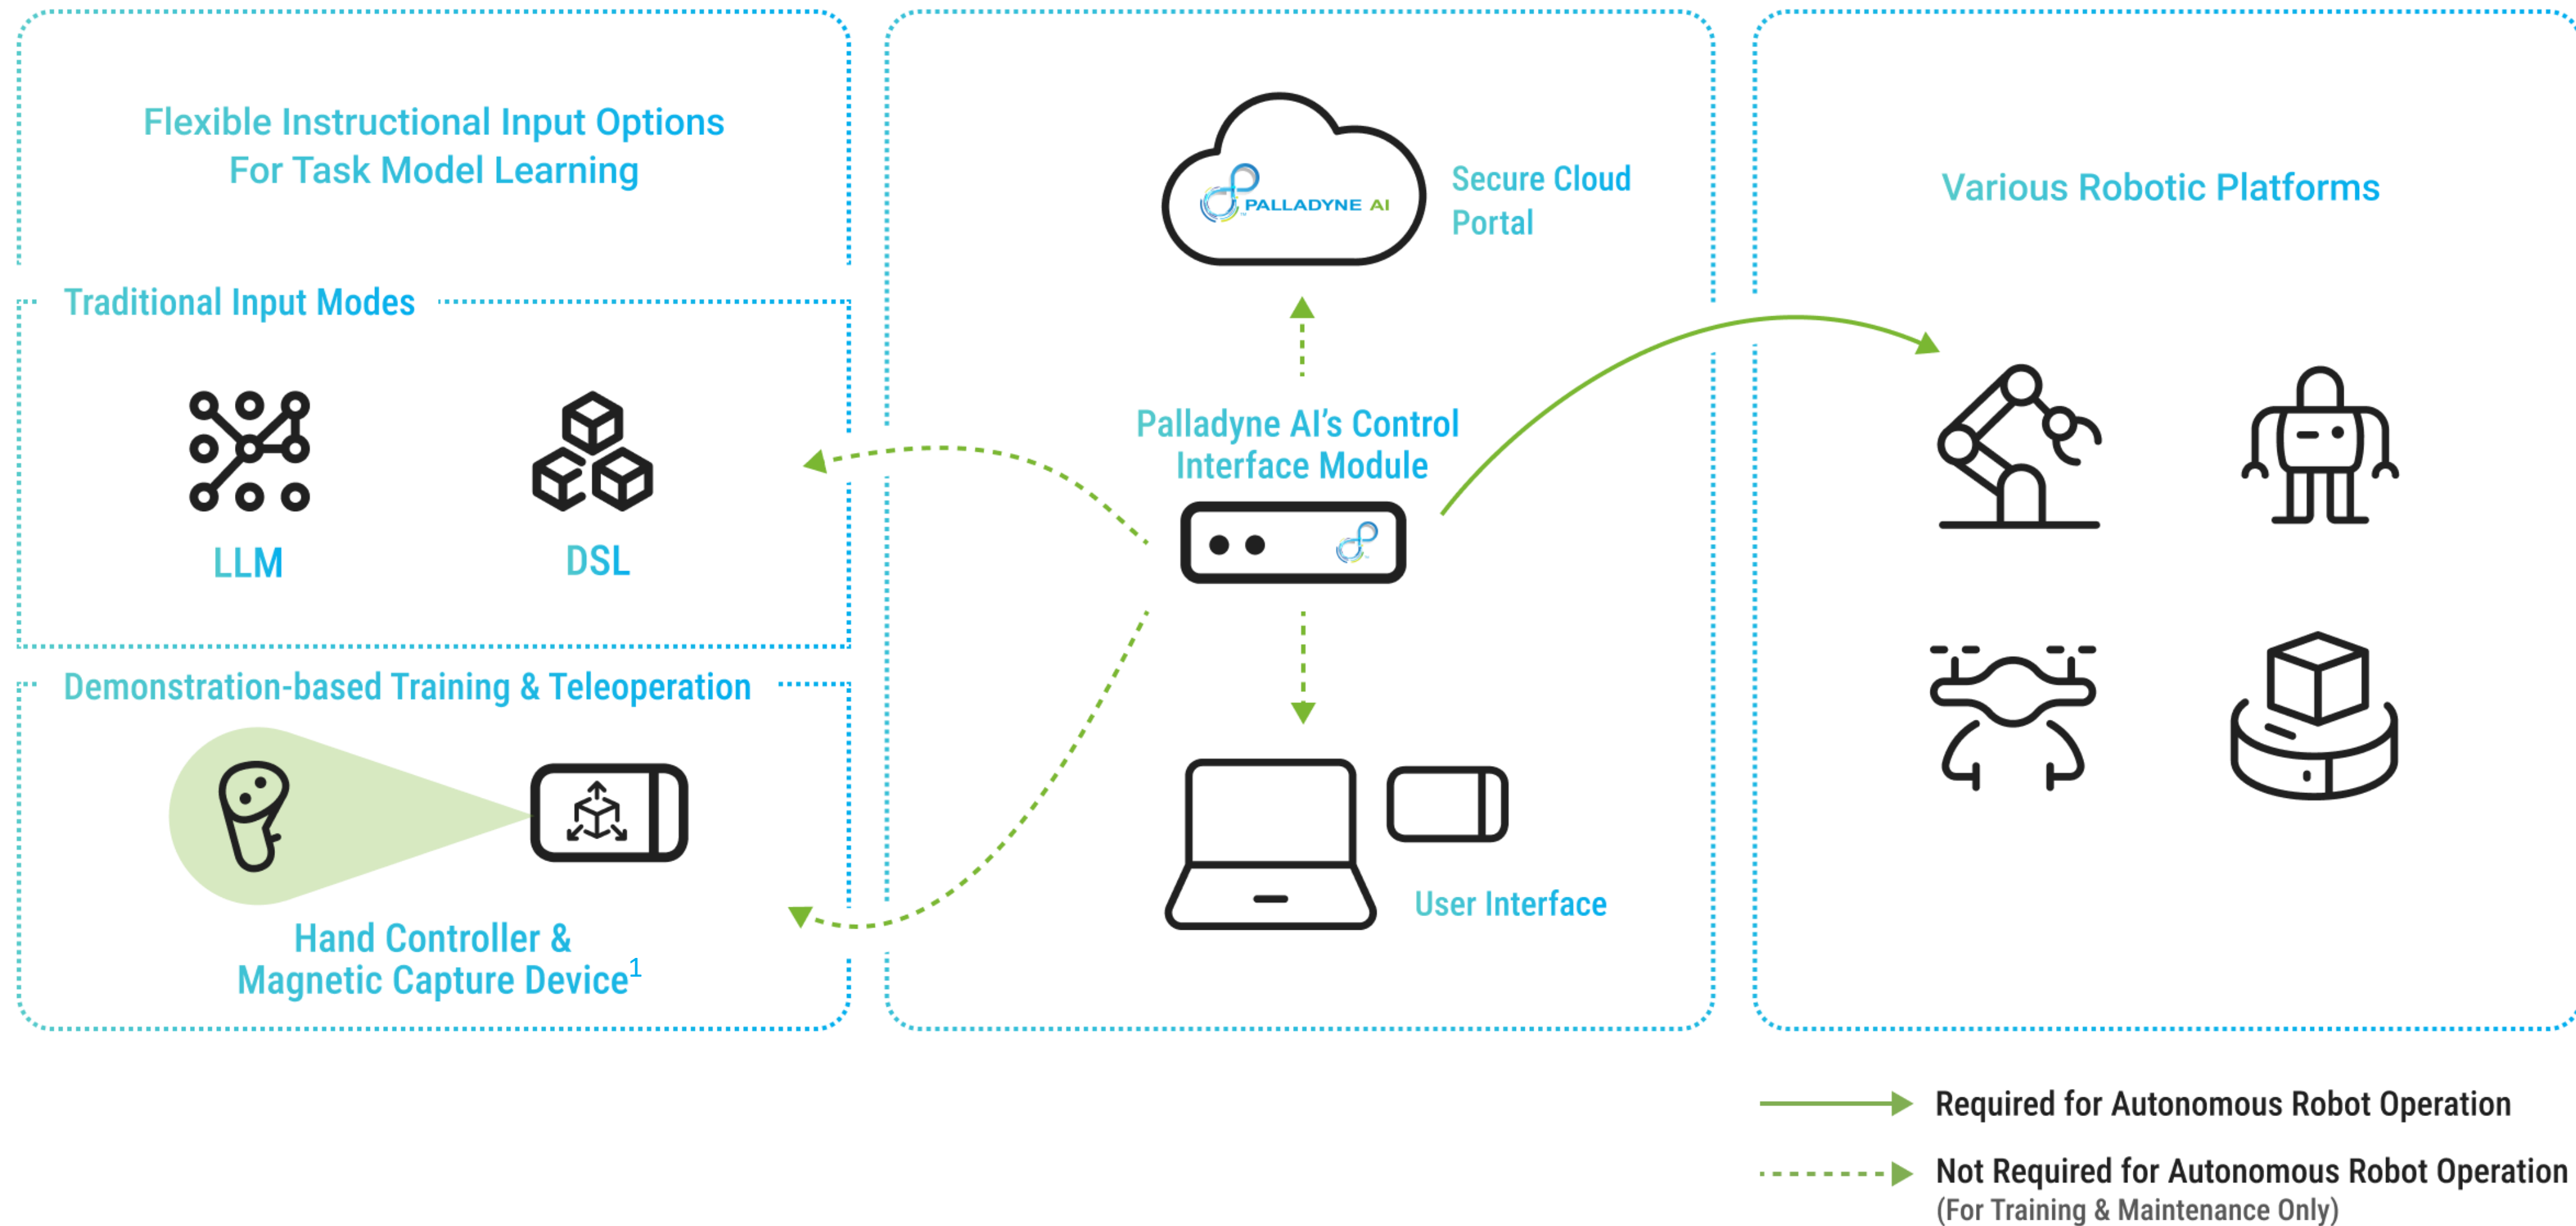 Flexible Instructional Input Options
For Task Model Learning
Traditional Input Modes
LLM
DSL
Demonstration-based Training & Teleoperation
Hand Controller &
Magnetic Capture Device1
PALLADYNE AI
Secure Cloud
Portal
Palladyne AI’s Control
Interface Module
User Interface
Various Robotic Platforms
Required for Autonomous Robot Operation
Not Required for Autonomous Robot Operation
(For Training & Maintenance Only)